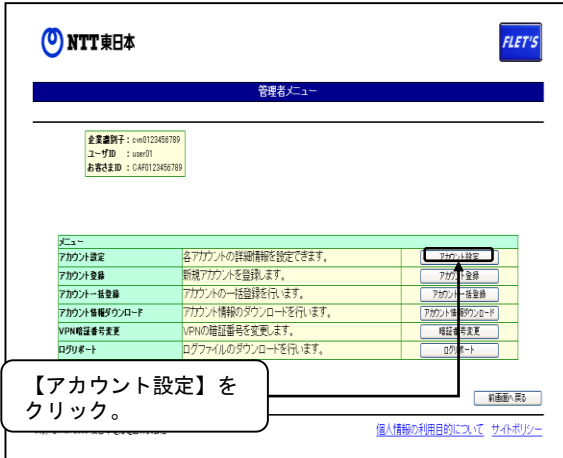 NTT東日本
FLET'S
管理者メニュー
企業識別子：cvn0123456789
ユーザID ：user01
お客さまID：CAF0123456789
メニュー
アカウント設定 各アカウントの詳細情報を設定できます。 アカウント設定
アカウント登録 新規アカウントを登録します。 アカウント登録
アカウント一括登録 アカウントの一括登録を行います。 アカウント一括登録
アカウント情報ダウンロード アカウント情報のダウンロードを行います。 アカウント情報ダウンロード
VPN暗証番号変更 VPNの暗証番号を変更します。 暗証番号変更
ログリポート ログファイルのダウンロードを行います。 ログリポート
【アカウント設定】を
クリック。
前画面へ戻る
個人情報の利用目的について サイトポリシー